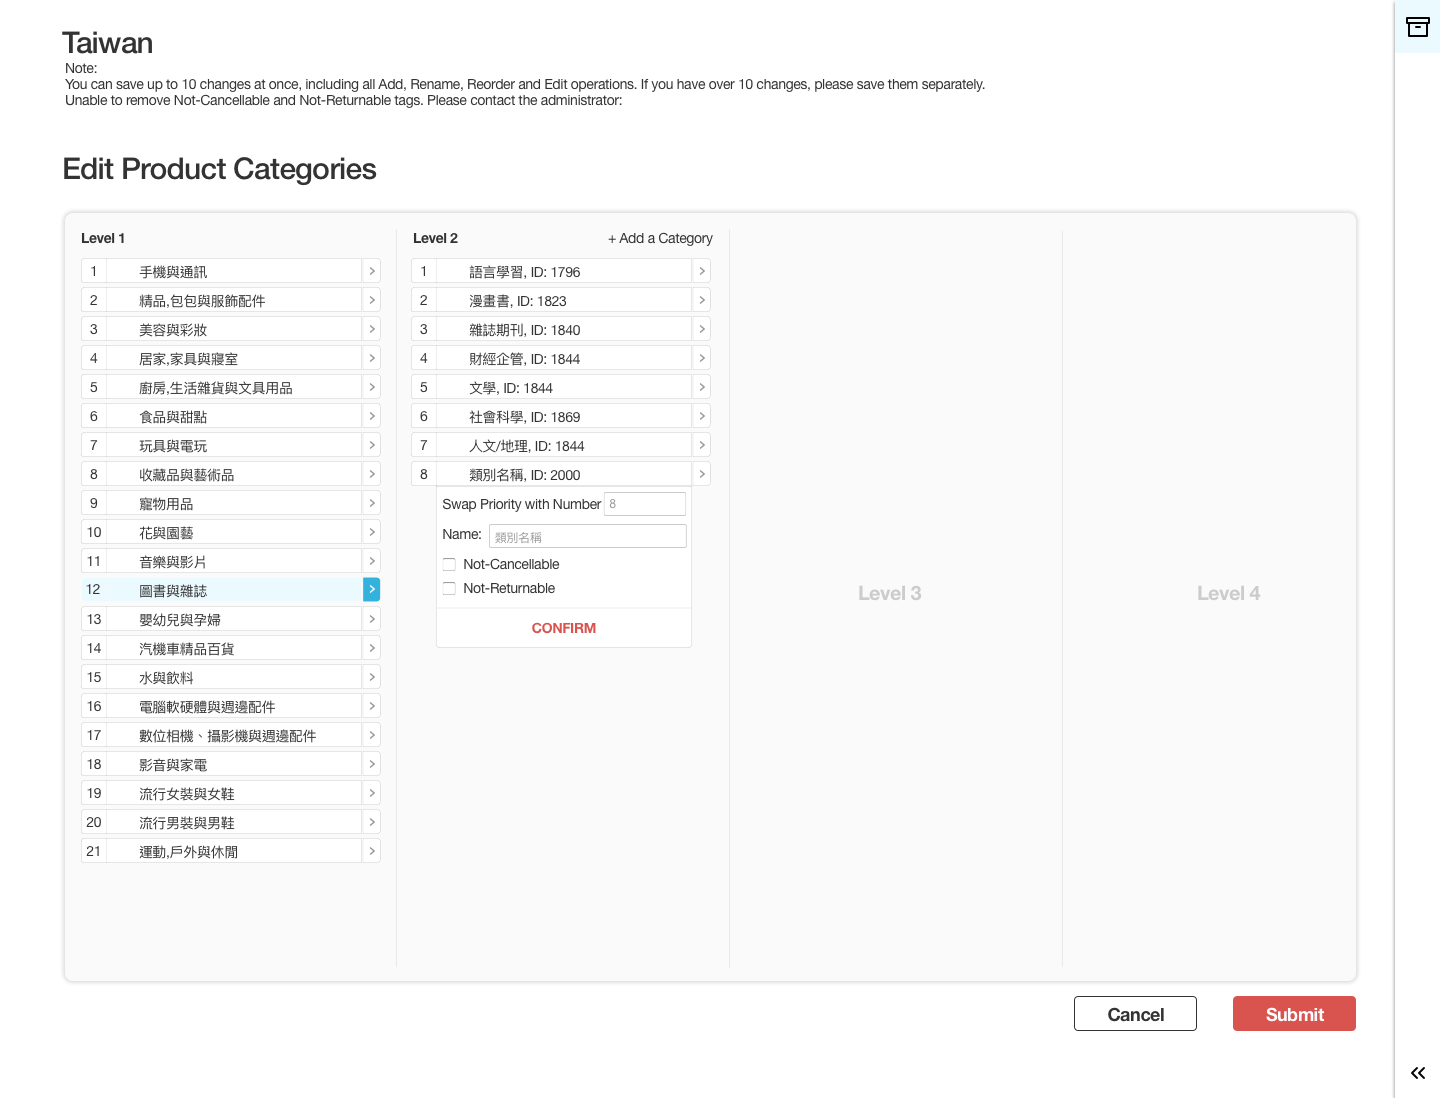 Taiwan
Note:
You can save up to 10 changes at once, including all Add, Rename, Reorder and Edit operations. If you have over 10 changes, please save them separately.
Unable to remove Not-Cancellable and Not-Returnable tags. Please contact the administrator:
Edit Product Categories
Level 1
1 手機與通訊
2 精品,包包與服飾配件
3 美容與彩妝
4 居家,家具與寢室
5 廚房,生活雜貨與文具用品
6 食品與甜點
7 玩具與電玩
8 收藏品與藝術品
9 寵物用品
10 花與園藝
11 音樂與影片
12 圖書與雜誌
13 嬰幼兒與孕婦
14 汽機車精品百貨
15 水與飲料
16 電腦軟硬體與週邊配件
17 數位相機、攝影機與週邊配件
18 影音與家電
19 流行女裝與女鞋
20 流行男裝與男鞋
21 運動,戶外與休閒
Level 2 + Add a Category
1 語言學習, ID: 1796
2 漫畫書, ID: 1823
3 雜誌期刊, ID: 1840
4 財經企管, ID: 1844
5 文學, ID: 1844
6 社會科學, ID: 1869
7 人文/地理, ID: 1844
8 類別名稱, ID: 2000
Swap Priority with Number 8
Name: 類別名稱
Not-Cancellable
Not-Returnable
CONFIRM
Level 3
Level 4
Cancel
Submit